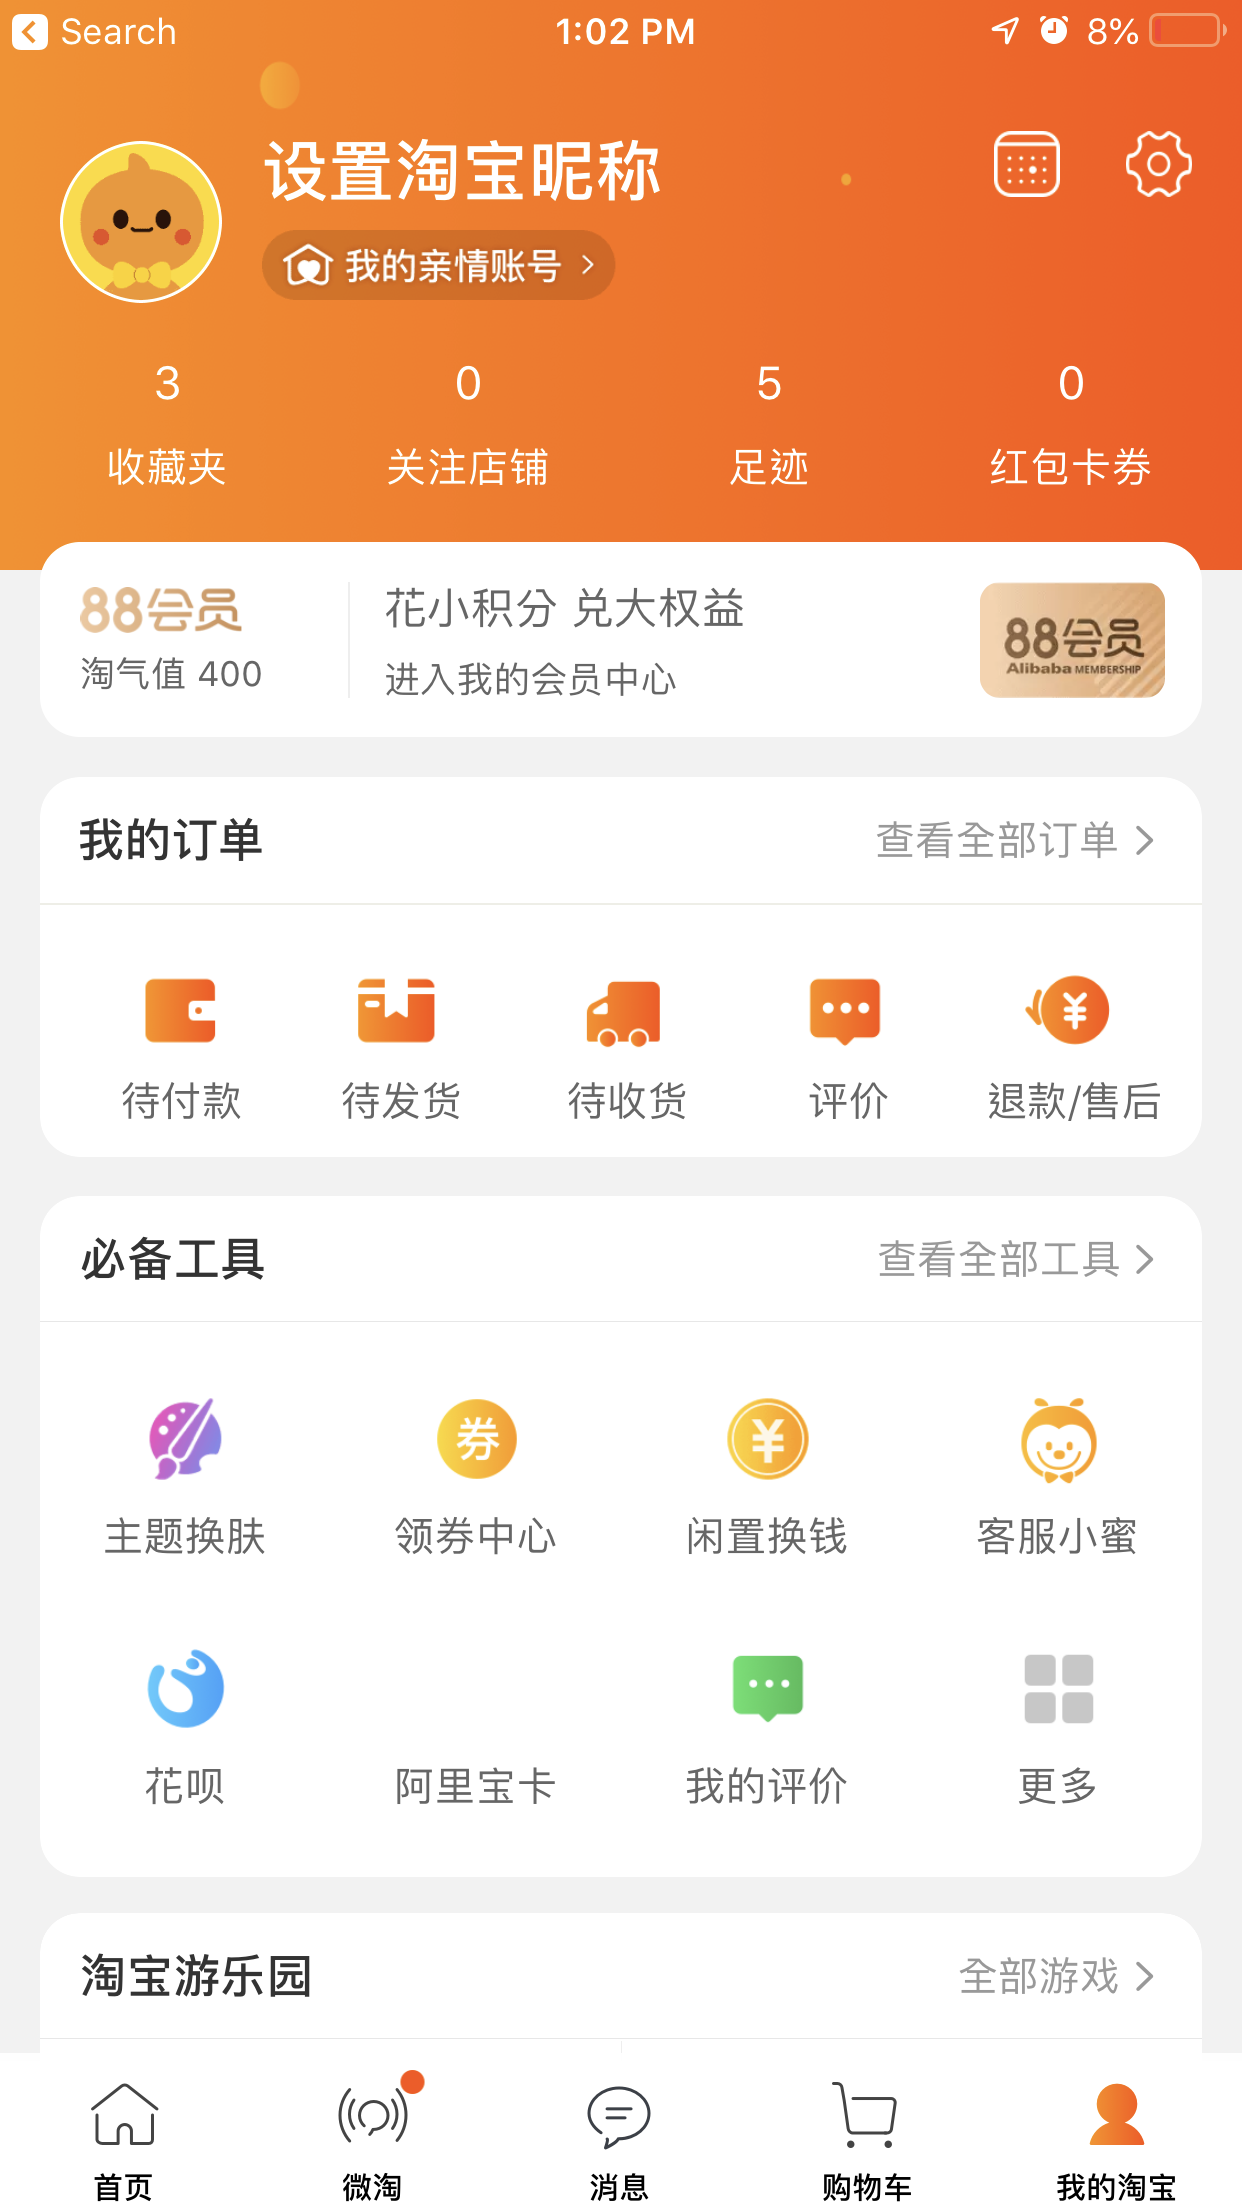 Search
1:02 PM
8%
设置淘宝昵称
我的亲情账号
3
0
5
0
收藏夹
关注店铺
足迹
红包卡券
88会员
淘气值 400
花小积分 兑大权益
进入我的会员中心
88会员
Alibaba MEMBERSHIP
我的订单
查看全部订单
待付款
待发货
待收货
评价
退款/售后
必备工具
查看全部工具
券
主题换肤
领券中心
闲置换钱
客服小蜜
花呗
阿里宝卡
我的评价
更多
淘宝游乐园
全部游戏
首页
微淘
消息
购物车
我的淘宝